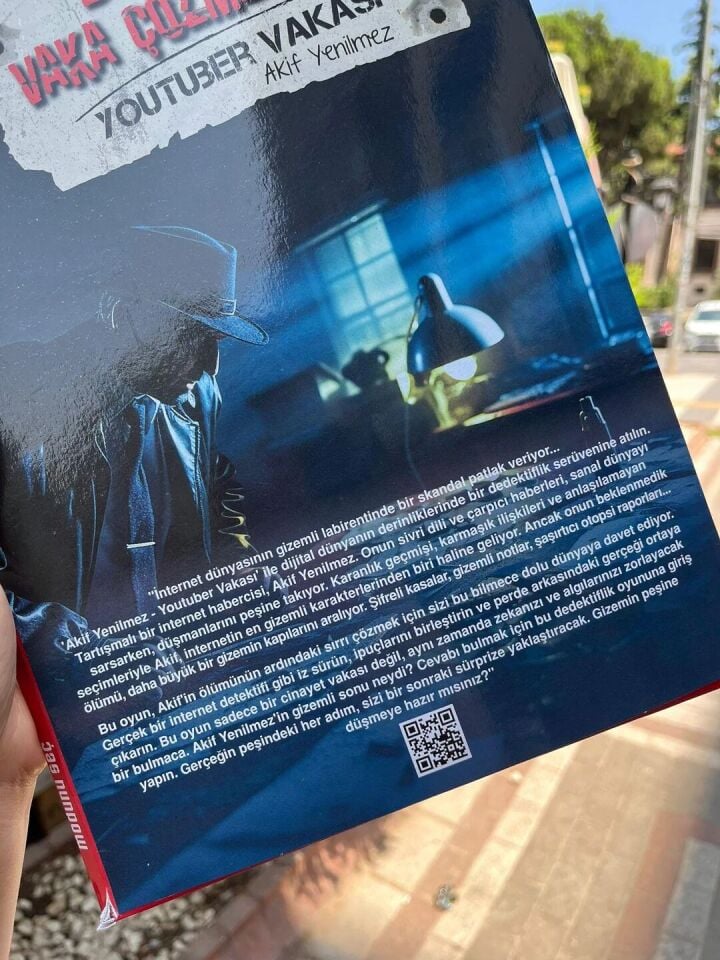 VAKA ÇÖZME
YOUTUBER VAKASI
Akif Yenilmez
"İnternet dünyasının gizemli labirentinde bir skandal patlak veriyor...
'Akif Yenilmez - Youtuber Vakası' ile dijital dünyanın derinliklerinde bir dedektiflik serüvenine atılın.
Tartışmalı bir internet habercisi, Akif Yenilmez. Onun sivri dili ve çarpıcı haberleri, sanal dünyayı
sarsarken, düşmanlarını peşine takıyor. Karanlık geçmişi, karmaşık ilişkileri ve anlaşılamayan
seçimleriyle Akif, internetin en gizemli karakterlerinden biri haline geliyor. Ancak onun beklenmedik
ölümü, daha büyük bir gizemin kapılarını aralıyor. Şifreli kasalar, gizemli notlar, şaşırtıcı otopsi raporları...
Bu oyun, Akif'in ölümünün ardındaki sırrı çözmek için sizi bu bilmece dolu dünyaya davet ediyor.
Gerçek bir internet detektifi gibi iz sürün, ipuçlarını birleştirin ve perde arkasındaki gerçeği ortaya
çıkarın. Bu oyun sadece bir cinayet vakası değil, aynı zamanda zekanızı ve algılarınızı zorlayacak
bir bulmaca. Akif Yenilmez'in gizemli sonu neydi? Cevabı bulmak için bu dedektiflik oyununa giriş
yapın. Gerçeğin peşindeki her adım, sizi bir sonraki sürprize yaklaştıracak. Gizemin peşine
düşmeye hazır mısınız?"
modunu seç